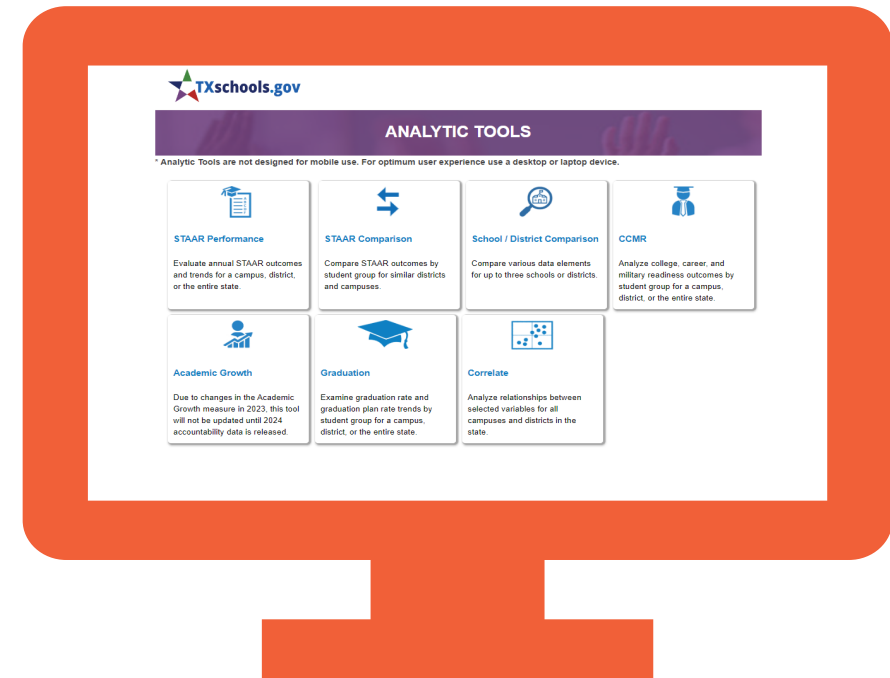 TXschools.gov
ANALYTIC TOOLS
* Analytic Tools are not designed for mobile use. For optimum user experience use a desktop or laptop device.
STAAR Performance
Evaluate annual STAAR outcomes
and trends for a campus, district,
or the entire state.
STAAR Comparison
Compare STAAR outcomes by
student group for similar districts
and campuses.
School / District Comparison
Compare various data elements
for up to three schools or districts.
CCMR
Analyze college, career, and
military readiness outcomes by
student group for a campus,
district, or the entire state.
Academic Growth
Due to changes in the Academic
Growth measure in 2023, this tool
will not be updated until 2024
accountability data is released.
Graduation
Examine graduation rate and
graduation plan rate trends by
student group for a campus,
district, or the entire state.
Correlate
Analyze relationships between
selected variables for all
campuses and districts in the
state.